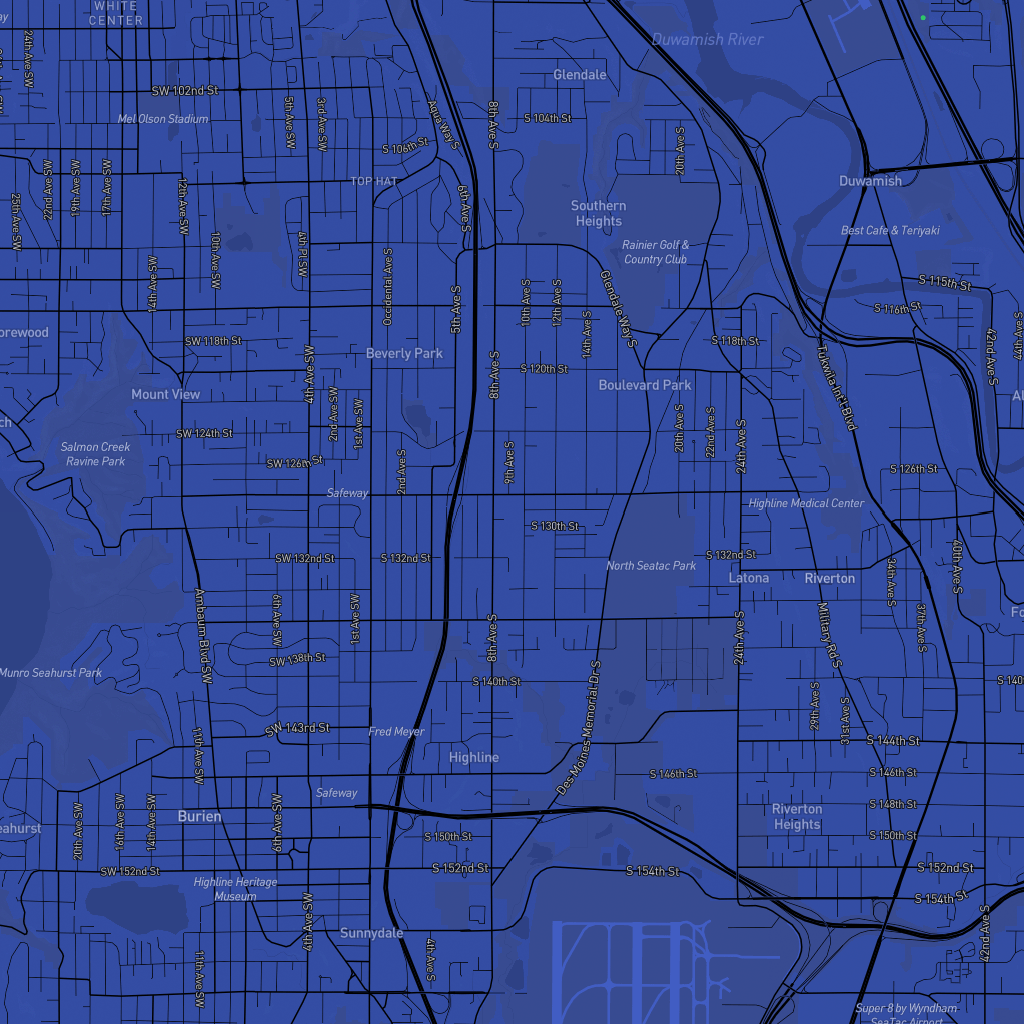 WHITE
CENTER
Duwamish River
Glendale
24th Ave SW
SW 102nd St
5th Ave SW
3rd Ave SW
Aqua Way S
8th Ave S
S 104th St
Mel Olson Stadium
S 106th St
20th Ave S
TOP HAT
Duwamish
22nd Ave SW
19th Ave SW
17th Ave SW
12th Ave SW
25th Ave SW
6th Ave S
Southern
Heights
Best Cafe & Teriyaki
Rainier Golf &
Country Club
10th Ave SW
4th Pl SW
14th Ave SW
Occidental Ave S
5th Ave S
10th Ave S
12th Ave S
14th Ave S
Glendale Way S
S 115th St
S 116th St
42nd Ave S
44th Ave S
SW 118th St
S 118th St
Beverly Park
4th Ave SW
8th Ave S
S 120th St
Boulevard Park
Tukwila Int'l Blvd
Mount View
2nd Ave SW
1st Ave SW
20th Ave S
22nd Ave S
24th Ave S
SW 124th St
Salmon Creek
Ravine Park
SW 126th St
2nd Ave S
9th Ave S
S 126th St
Safeway
Highline Medical Center
S 130th St
SW 132nd St
S 132nd St
S 132nd St
North Seatac Park
Latona
Riverton
34th Ave S
40th Ave S
Ambaum Blvd SW
6th Ave SW
1st Ave SW
8th Ave S
24th Ave S
Military Rd S
37th Ave S
SW 138th St
Munro Seahurst Park
S 140th St
Des Moines Memorial Dr S
29th Ave S
31st Ave S
SW 143rd St
Fred Meyer
11th Ave SW
S 144th St
Highline
S 146th St
S 146th St
Safeway
20th Ave SW
16th Ave SW
14th Ave SW
Burien
6th Ave SW
Riverton
Heights
S 148th St
S 150th St
S 150th St
SW 152nd St
S 152nd St
S 154th St
S 152nd St
Highline Heritage
Museum
S 154th St
4th Ave SW
Sunnydale
4th Ave S
42nd Ave S
11th Ave SW
Super 8 by Wyndham
SeaTac Airport